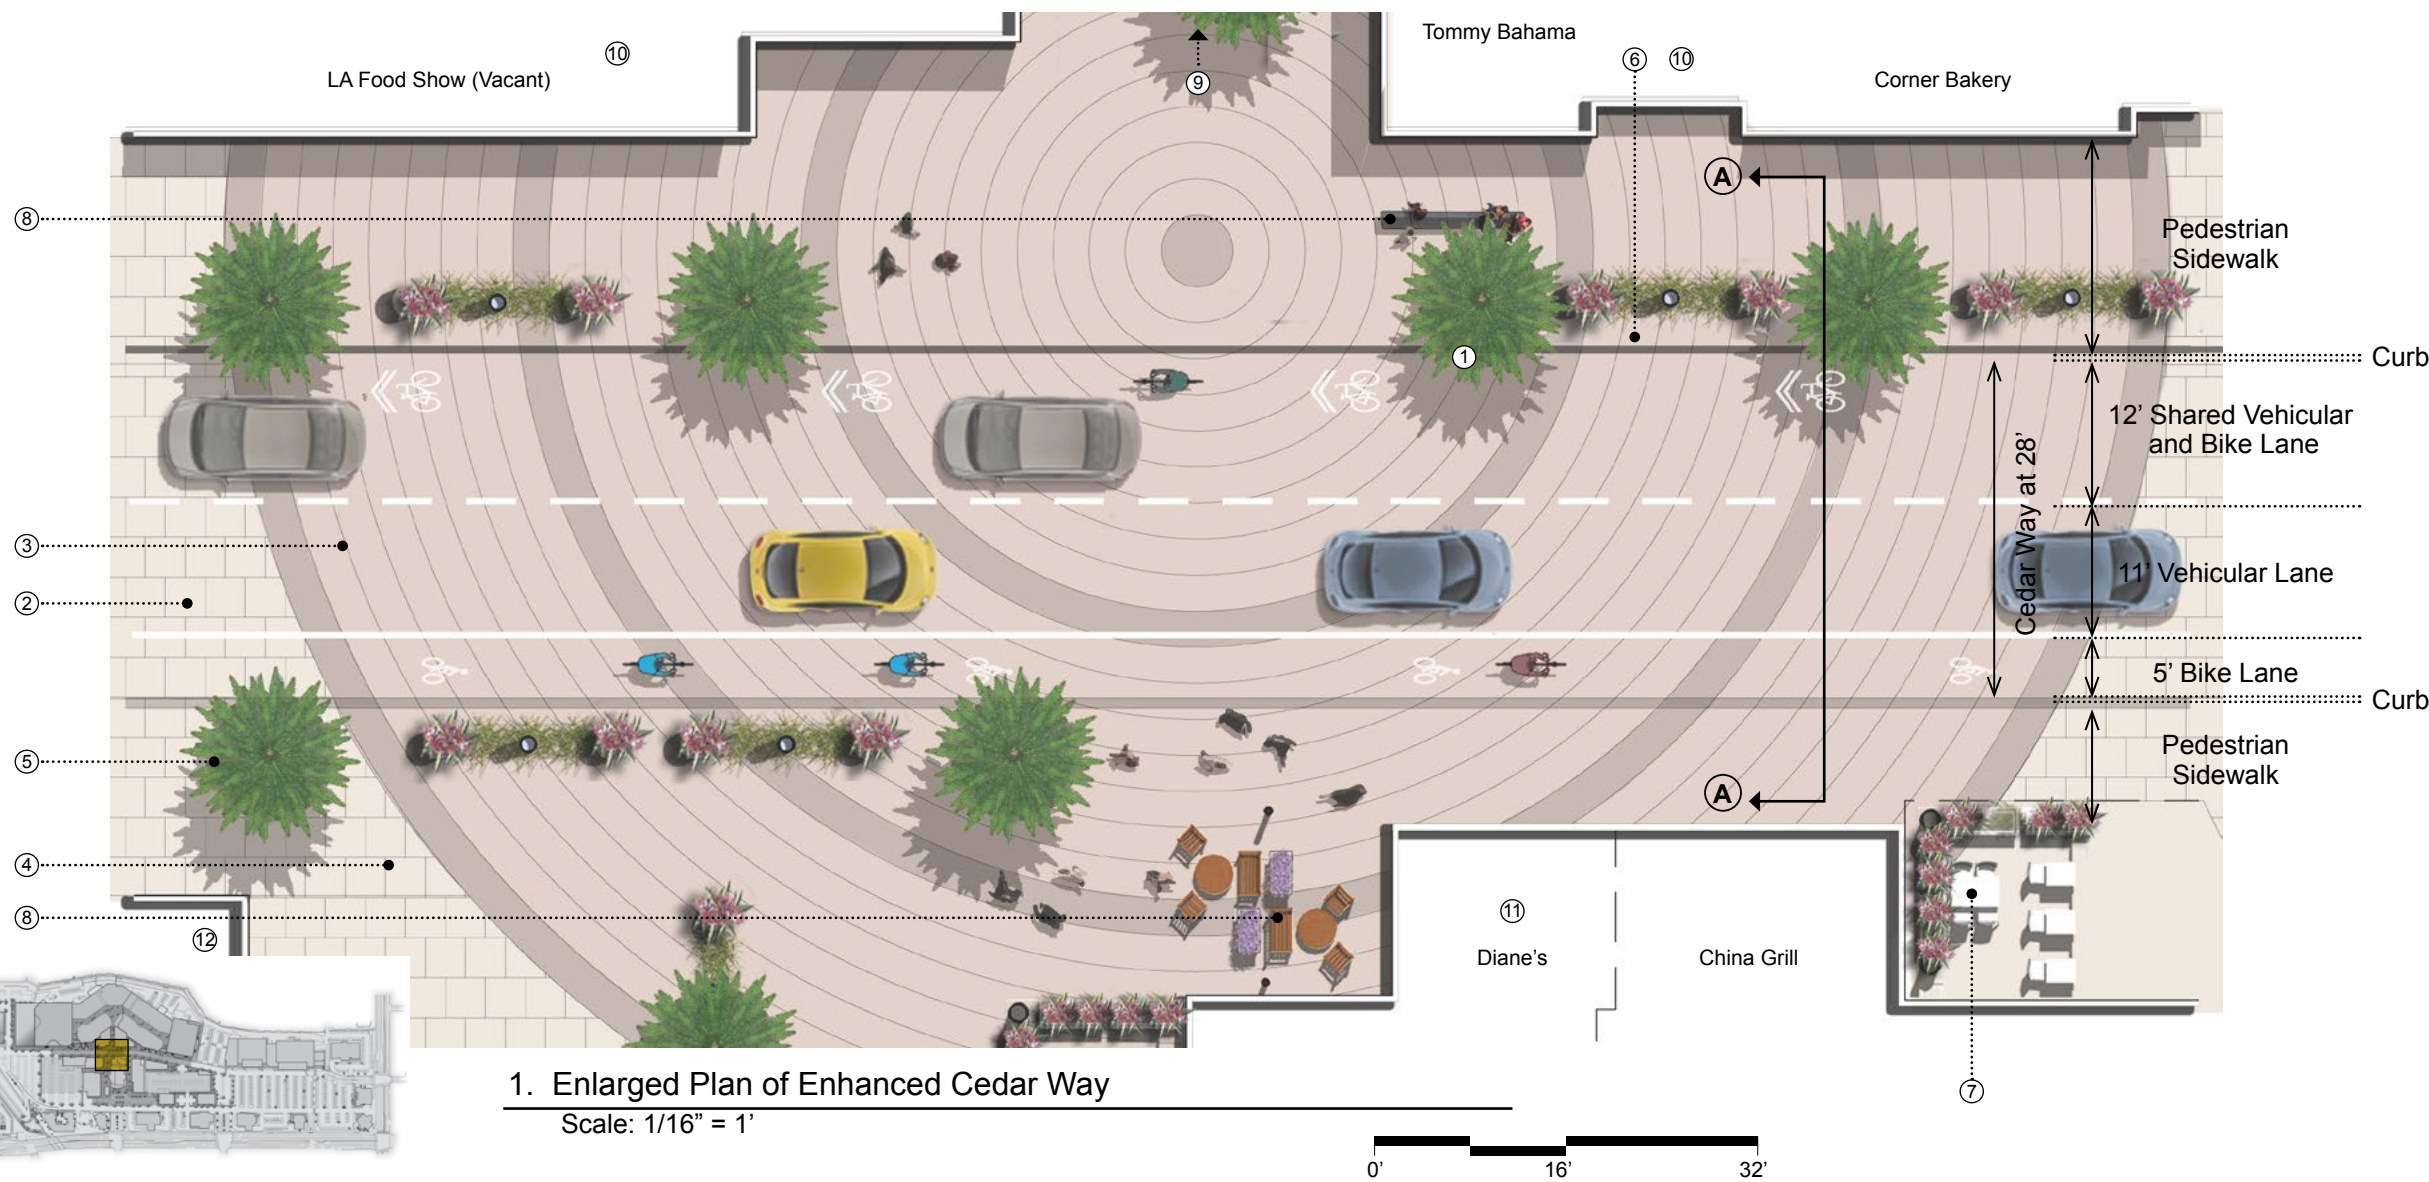 Tommy Bahama
10
6
10
LA Food Show (Vacant)
9
Corner Bakery
A
8
Pedestrian
Sidewalk
1
Curb
12’ Shared Vehicular
and Bike Lane
Cedar Way at 28’
3
11’ Vehicular Lane
2
5’ Bike Lane
Curb
5
Pedestrian
Sidewalk
A
4
8
11
12
Diane’s
China Grill
7
1. Enlarged Plan of Enhanced Cedar Way
Scale: 1/16” = 1’
0’
16’
32’